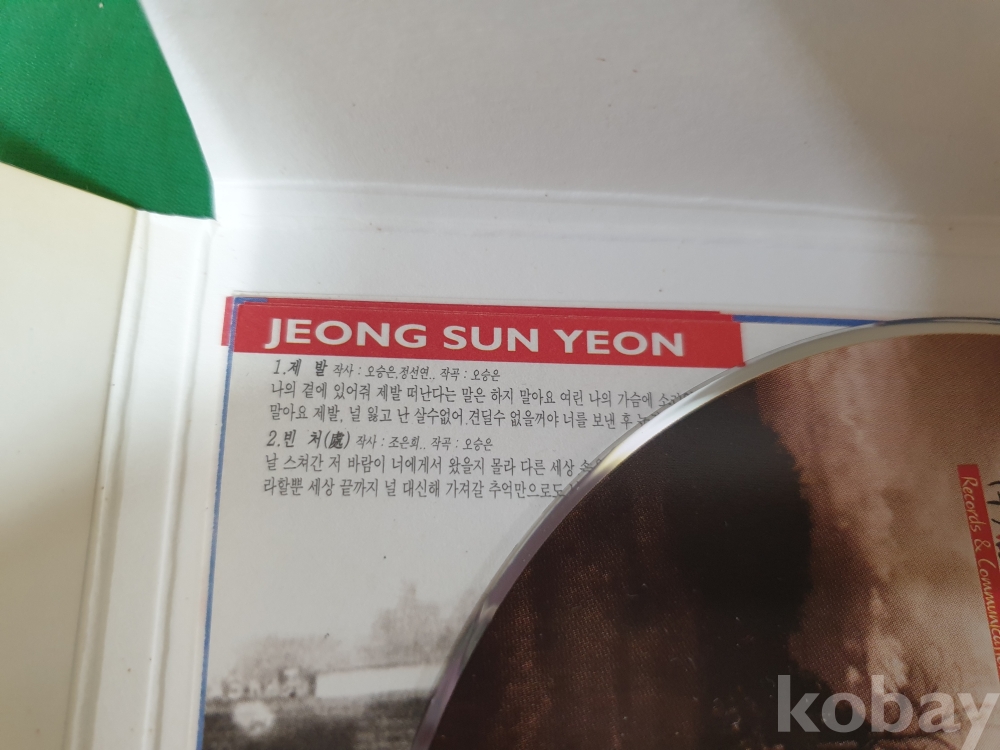 JEONG SUN YEON
1.제 발 작사 : 오승은,정선연.. 작곡 : 오승은
나의 곁에 있어줘 제발 떠난다는 말은 하지 말아요 여린 나의 가슴에
말아요 제발, 널 잃고 난 살수없어 견딜수 없을꺼야 너를 보낸 후
2.빈 처(處) 작사 : 조은희.. 작곡 : 오승은
날 스쳐간 저 바람이 너에게서 왔을지 몰라 다른 세상
라할뿐 세상 끝까지 널 대신해 가져갈 추억만으로도
Records &
kobay